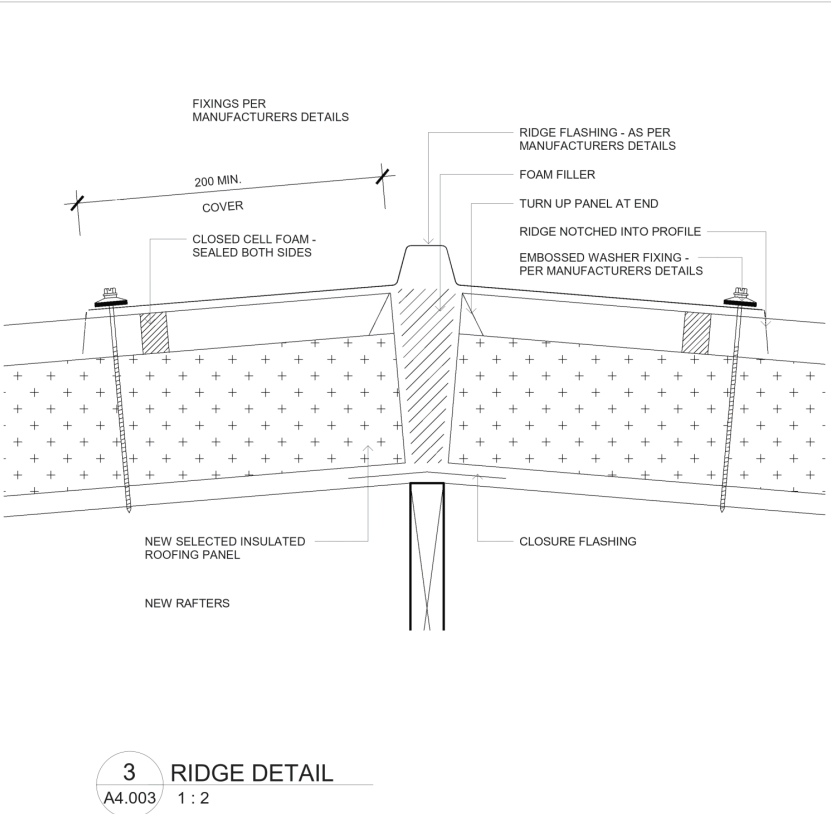 FIXINGS PER
MANUFACTURERS DETAILS
200 MIN.
COVER
CLOSED CELL FOAM -
SEALED BOTH SIDES
RIDGE FLASHING - AS PER
MANUFACTURERS DETAILS
FOAM FILLER
TURN UP PANEL AT END
RIDGE NOTCHED INTO PROFILE
EMBOSSED WASHER FIXING -
PER MANUFACTURERS DETAILS
NEW SELECTED INSULATED
ROOFING PANEL
CLOSURE FLASHING
NEW RAFTERS
3 RIDGE DETAIL
A4.003 1 : 2